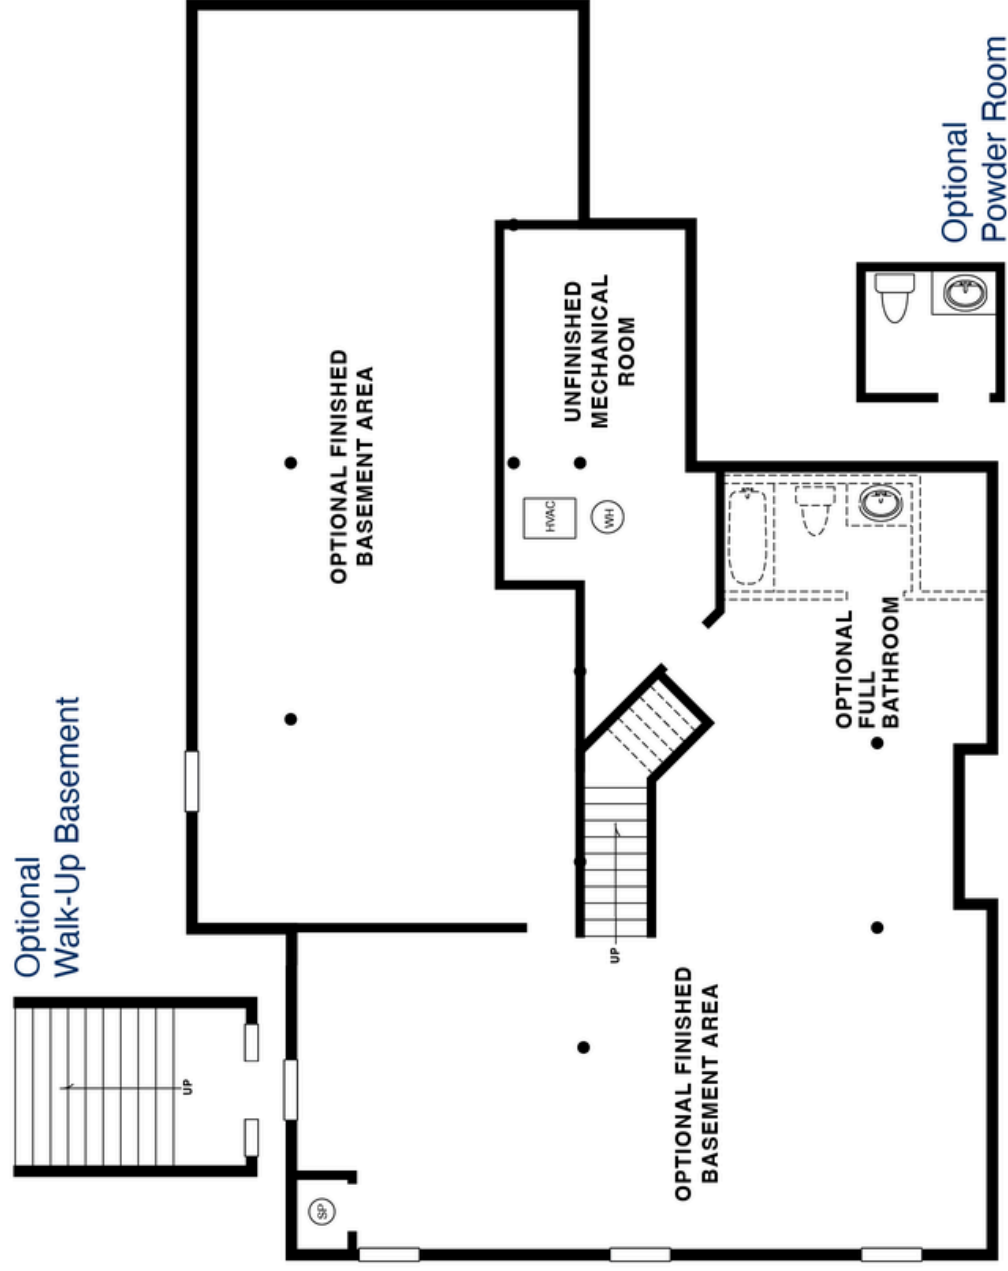 Optional
Walk-Up Basement
UP
SP
OPTIONAL FINISHED
BASEMENT AREA
HVAC
WH
UNFINISHED
MECHANICAL
ROOM
UP
OPTIONAL FINISHED
BASEMENT AREA
OPTIONAL
FULL
BATHROOM
Optional
Powder Room